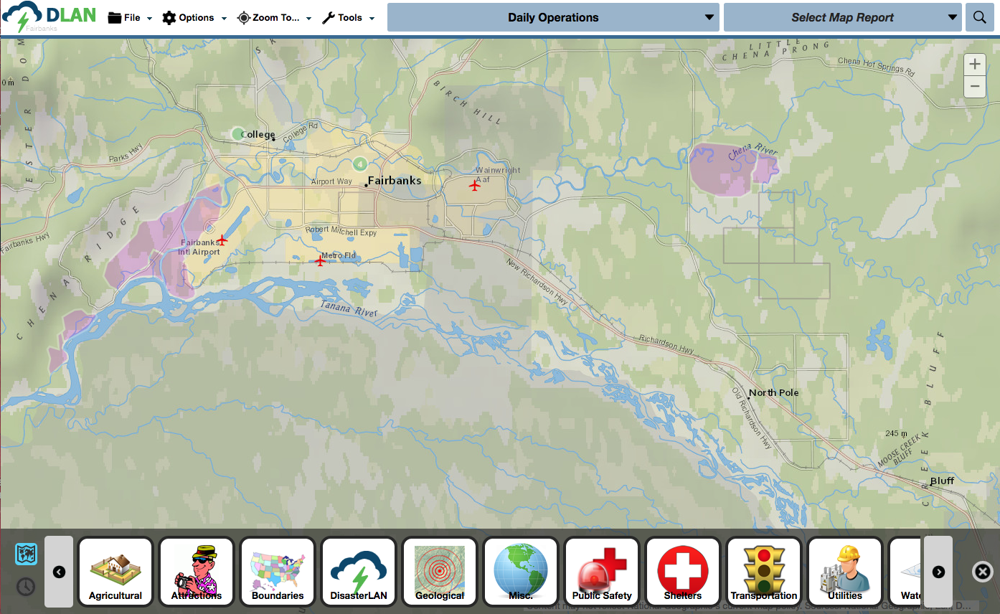 DLAN
Fairbanks
File
Options
Zoom To...
Tools
Daily Operations
Select Map Report
LITTLE
CHENA PRONG
Chena Hot Springs Rd
+
−
0 m
ESTER DOM
BIRCH HILL
College
College Rd
Parks Hwy
Chena River
4
Wainwright
Aaf
Airport Way
Fairbanks
CHENA RIDGE
Fairbanks Hwy
Robert Mitchell Expy
Fairbanks
Intl Airport
Metro Fld
New Richardson Hwy
Tanana River
Richardson Hwy
North Pole
Old Richardson Hwy
245 m
MOOSE CREEK
BLUFF
CREEK BLUFF
Bluff
Agricultural
Attractions
Boundaries
DisasterLAN
Geological
Misc.
Public Safety
Shelters
Transportation
Utilities
Wate
Content may not reflect National Geographic's current map policy. Sources: National Geographic, Esri, D...